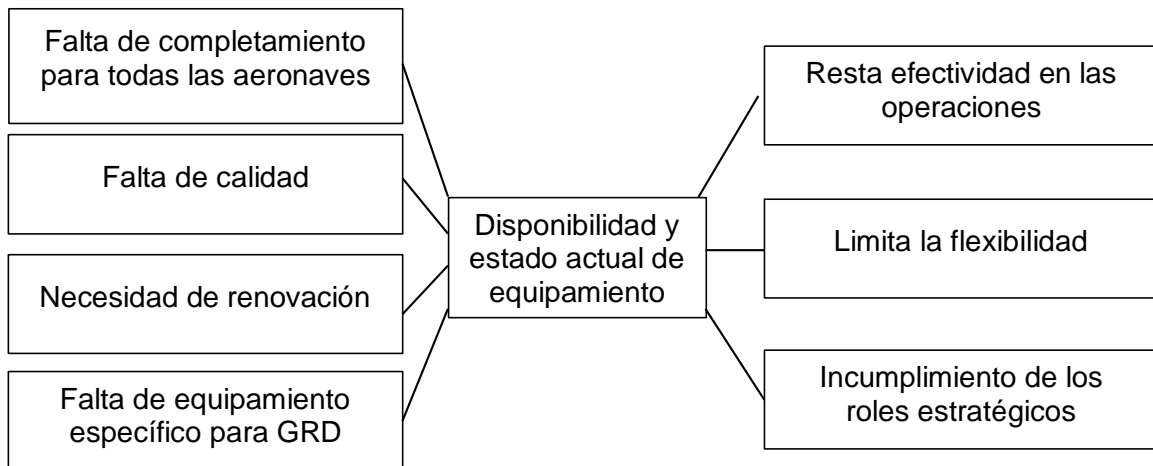 Falta de completamiento
para todas las aeronaves
Falta de calidad
Necesidad de renovación
Falta de equipamiento
específico para GRD
Disponibilidad y
estado actual de
equipamiento
Resta efectividad en las
operaciones
Limita la flexibilidad
Incumplimiento de los
roles estratégicos